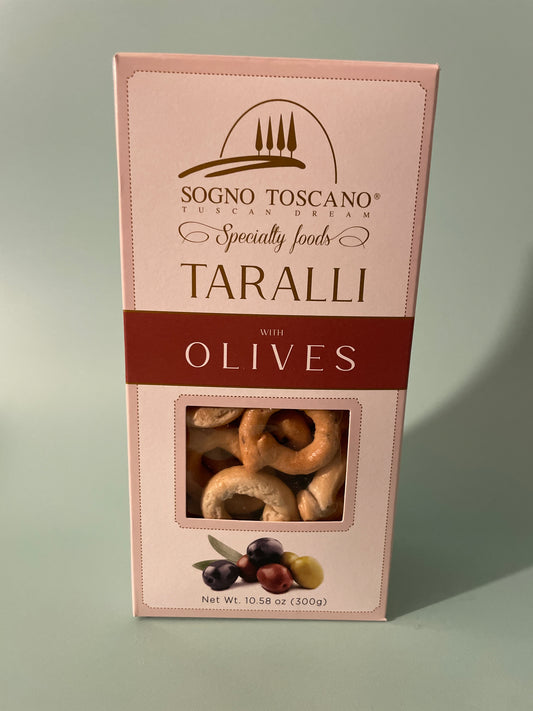 SOGNO TOSCANO®
TUSCAN DREAM
Specialty foods
TARALLI
WITH
OLIVES
Net Wt. 10.58 oz (300g)